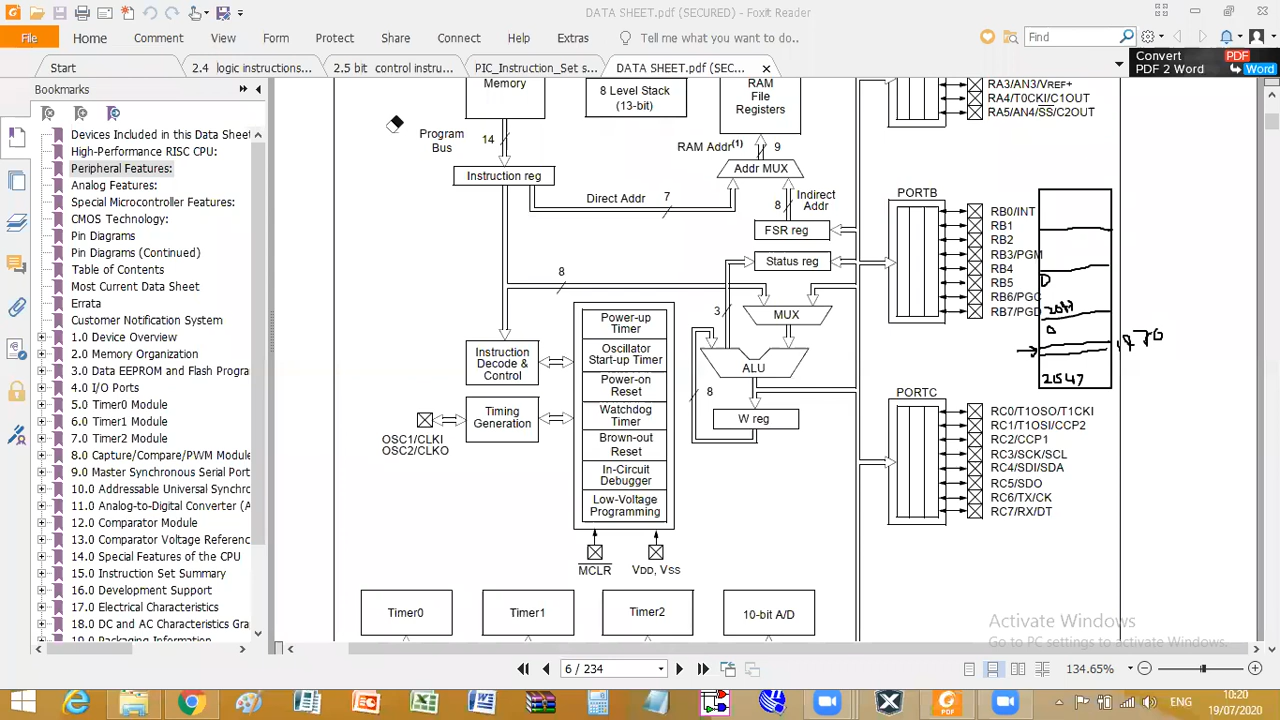 DATA SHEET.pdf (SECURED) - Foxit Reader
File Home Comment View Form Protect Share Connect Help Extras Tell me what you want to do.. Find
Convert PDF
PDF 2 Word Word
Start 2.4 logic instructions... 2.5 bit control instru... PIC_Instruction_Set s... DATA SHEET.pdf (SEC...
Bookmarks
Devices Included in this Data Sheet
High-Performance RISC CPU:
Peripheral Features:
Analog Features:
Special Microcontroller Features:
CMOS Technology:
Pin Diagrams
Pin Diagrams (Continued)
Table of Contents
Most Current Data Sheet
Errata
Customer Notification System
1.0 Device Overview
2.0 Memory Organization
3.0 Data EEPROM and Flash Progra
4.0 I/O Ports
5.0 Timer0 Module
6.0 Timer1 Module
7.0 Timer2 Module
8.0 Capture/Compare/PWM Module
9.0 Master Synchronous Serial Port
10.0 Addressable Universal Synchro
11.0 Analog-to-Digital Converter (A
12.0 Comparator Module
13.0 Comparator Voltage Referenc
14.0 Special Features of the CPU
15.0 Instruction Set Summary
16.0 Development Support
17.0 Electrical Characteristics
18.0 DC and AC Characteristics Gra
19.0 Packaging Information
Memory
8 Level Stack
(13-bit)
RAM
File
Registers
Program
Bus
14
RAM Addr(1)
9
Addr MUX
Instruction reg
Direct Addr
7
8
Indirect
Addr
FSR reg
Status reg
8
3
MUX
ALU
8
W reg
Power-up
Timer
Oscillator
Start-up Timer
Power-on
Reset
Watchdog
Timer
Brown-out
Reset
In-Circuit
Debugger
Low-Voltage
Programming
Instruction
Decode &
Control
Timing
Generation
OSC1/CLKI
OSC2/CLKO
MCLR
VDD, VSS
Timer0
Timer1
Timer2
10-bit A/D
RA3/AN3/VREF+
RA4/T0CKI/C1OUT
RA5/AN4/SS/C2OUT
PORTB
RB0/INT
RB1
RB2
RB3/PGM
RB4
RB5
RB6/PGC
RB7/PGD
0
2047
0
2147
PORTC
RC0/T1OSO/T1CKI
RC1/T1OSI/CCP2
RC2/CCP1
RC3/SCK/SCL
RC4/SDI/SDA
RC5/SDO
RC6/TX/CK
RC7/RX/DT
Activate Windows
Go to PC settings to activate Windows.
6 / 234
134.65%
ENG
10:20
19/07/2020